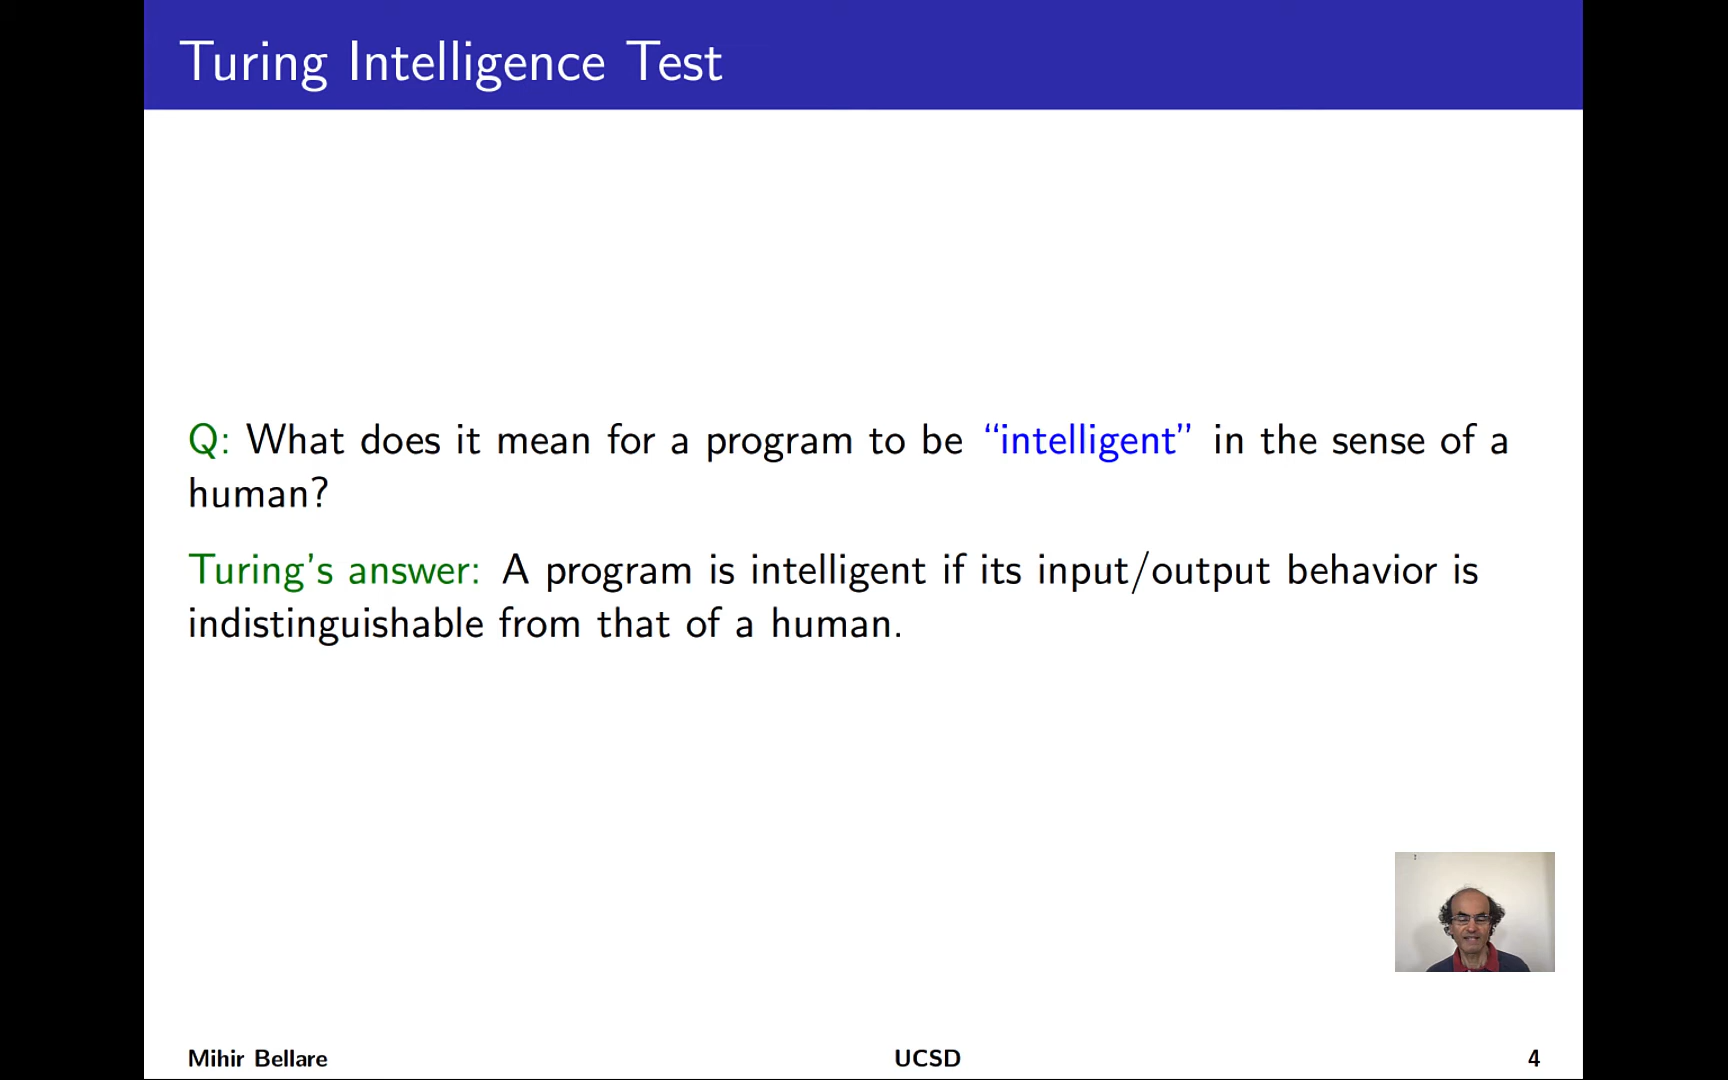 Turing Intelligence Test
Q: What does it mean for a program to be “intelligent” in the sense of a
human?
Turing’s answer: A program is intelligent if its input/output behavior is
indistinguishable from that of a human.
Mihir Bellare UCSD 4